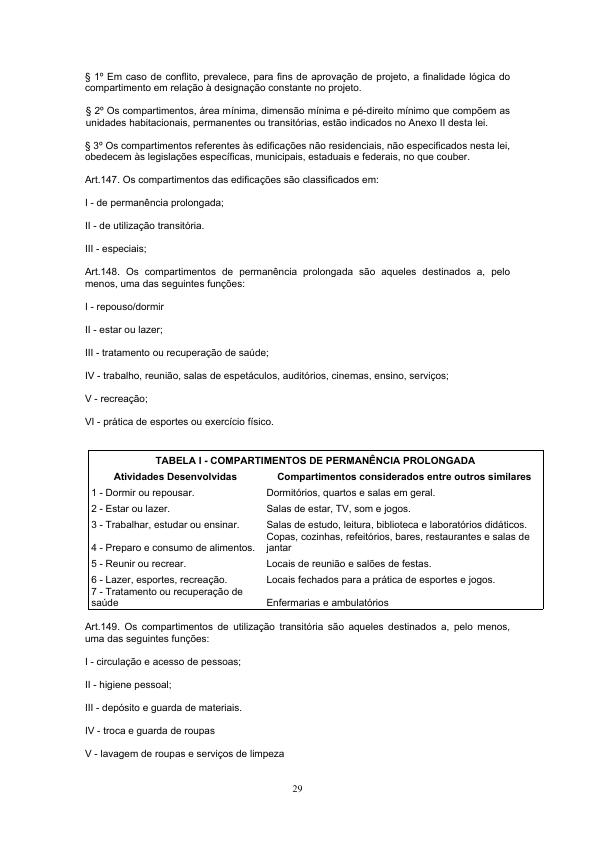 § 1º Em caso de conflito, prevalece, para fins de aprovação de projeto, a finalidade lógica do
compartimento em relação à designação constante no projeto.
§ 2º Os compartimentos, área mínima, dimensão mínima e pé-direito mínimo que compõem as
unidades habitacionais, permanentes ou transitórias, estão indicados no Anexo II desta lei.
§ 3º Os compartimentos referentes às edificações não residenciais, não especificados nesta lei,
obedecem às legislações específicas, municipais, estaduais e federais, no que couber.
Art.147. Os compartimentos das edificações são classificados em:
I - de permanência prolongada;
II - de utilização transitória.
III - especiais;
Art.148. Os compartimentos de permanência prolongada são aqueles destinados a, pelo
menos, uma das seguintes funções:
I - repouso/dormir
II - estar ou lazer;
III - tratamento ou recuperação de saúde;
IV - trabalho, reunião, salas de espetáculos, auditórios, cinemas, ensino, serviços;
V - recreação;
VI - prática de esportes ou exercício físico.
TABELA I - COMPARTIMENTOS DE PERMANÊNCIA PROLONGADA
Atividades Desenvolvidas Compartimentos considerados entre outros similares
1 - Dormir ou repousar. Dormitórios, quartos e salas em geral.
2 - Estar ou lazer. Salas de estar, TV, som e jogos.
3 - Trabalhar, estudar ou ensinar. Salas de estudo, leitura, biblioteca e laboratórios didáticos.
Copas, cozinhas, refeitórios, bares, restaurantes e salas de
4 - Preparo e consumo de alimentos. jantar
5 - Reunir ou recrear. Locais de reunião e salões de festas.
6 - Lazer, esportes, recreação. Locais fechados para a prática de esportes e jogos.
7 - Tratamento ou recuperação de
saúde Enfermarias e ambulatórios
Art.149. Os compartimentos de utilização transitória são aqueles destinados a, pelo menos,
uma das seguintes funções:
I - circulação e acesso de pessoas;
II - higiene pessoal;
III - depósito e guarda de materiais.
IV - troca e guarda de roupas
V - lavagem de roupas e serviços de limpeza
29